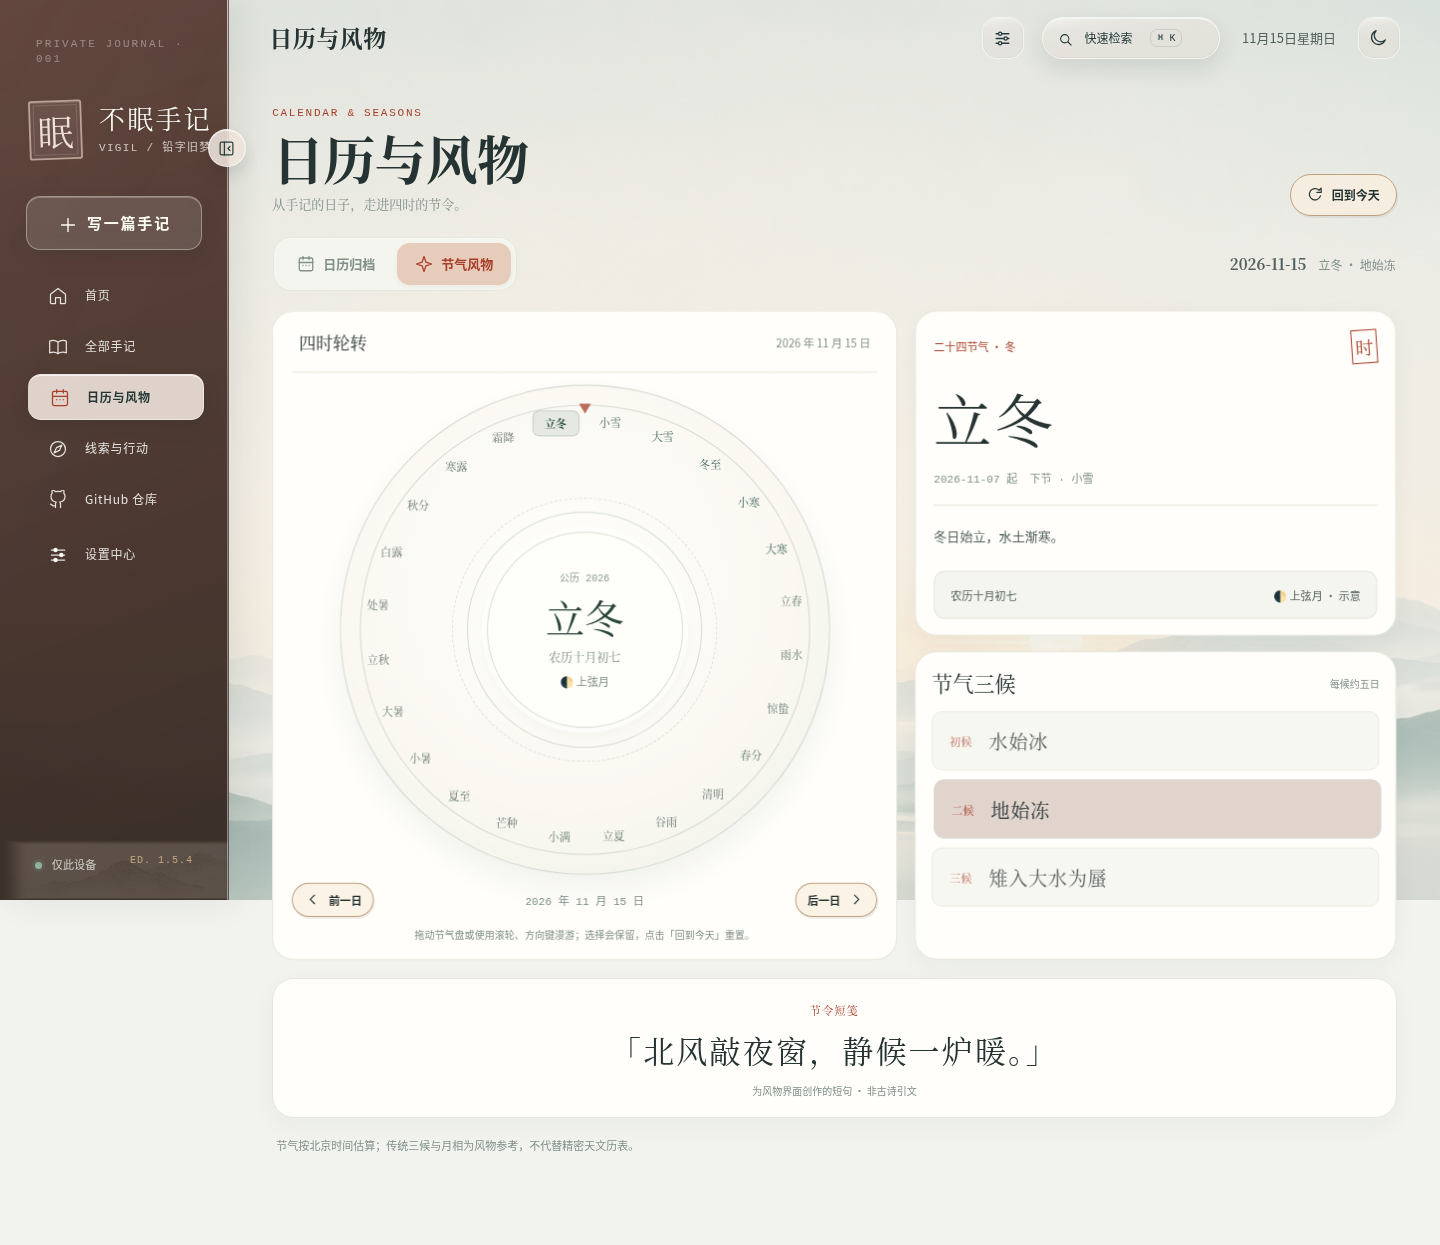 PRIVATE JOURNAL ·
001
眠
不眠手记
VIGIL / 铅字旧梦
写一篇手记
首页
全部手记
日历与风物
线索与行动
GitHub 仓库
设置中心
仅此设备
ED. 1.5.4
日历与风物
快速检索
⌘ K
11月15日星期日
CALENDAR & SEASONS
日历与风物
从手记的日子，走进四时的节令。
回到今天
日历归档
节气风物
2026-11-15
立冬 · 地始冻
四时轮转
2026 年 11 月 15 日
立冬
小雪
大雪
冬至
小寒
大寒
立春
雨水
惊蛰
春分
清明
谷雨
立夏
小满
芒种
夏至
小暑
大暑
立秋
处暑
白露
秋分
寒露
霜降
公历 2026
立冬
农历十月初七
🌓 上弦月
前一日
2026 年 11 月 15 日
后一日
拖动节气盘或使用滚轮、方向键漫游；选择会保留，点击「回到今天」重置。
二十四节气 · 冬
时
立冬
2026-11-07 起 下节 · 小雪
冬日始立，水土渐寒。
农历十月初七
🌓 上弦月 · 示意
节气三候
每候约五日
初候
水始冰
二候
地始冻
三候
雉入大水为蜃
节令短笺
「北风敲夜窗，静候一炉暖。」
为风物界面创作的短句 · 非古诗引文
节气按北京时间估算；传统三候与月相为风物参考，不代替精密天文历表。